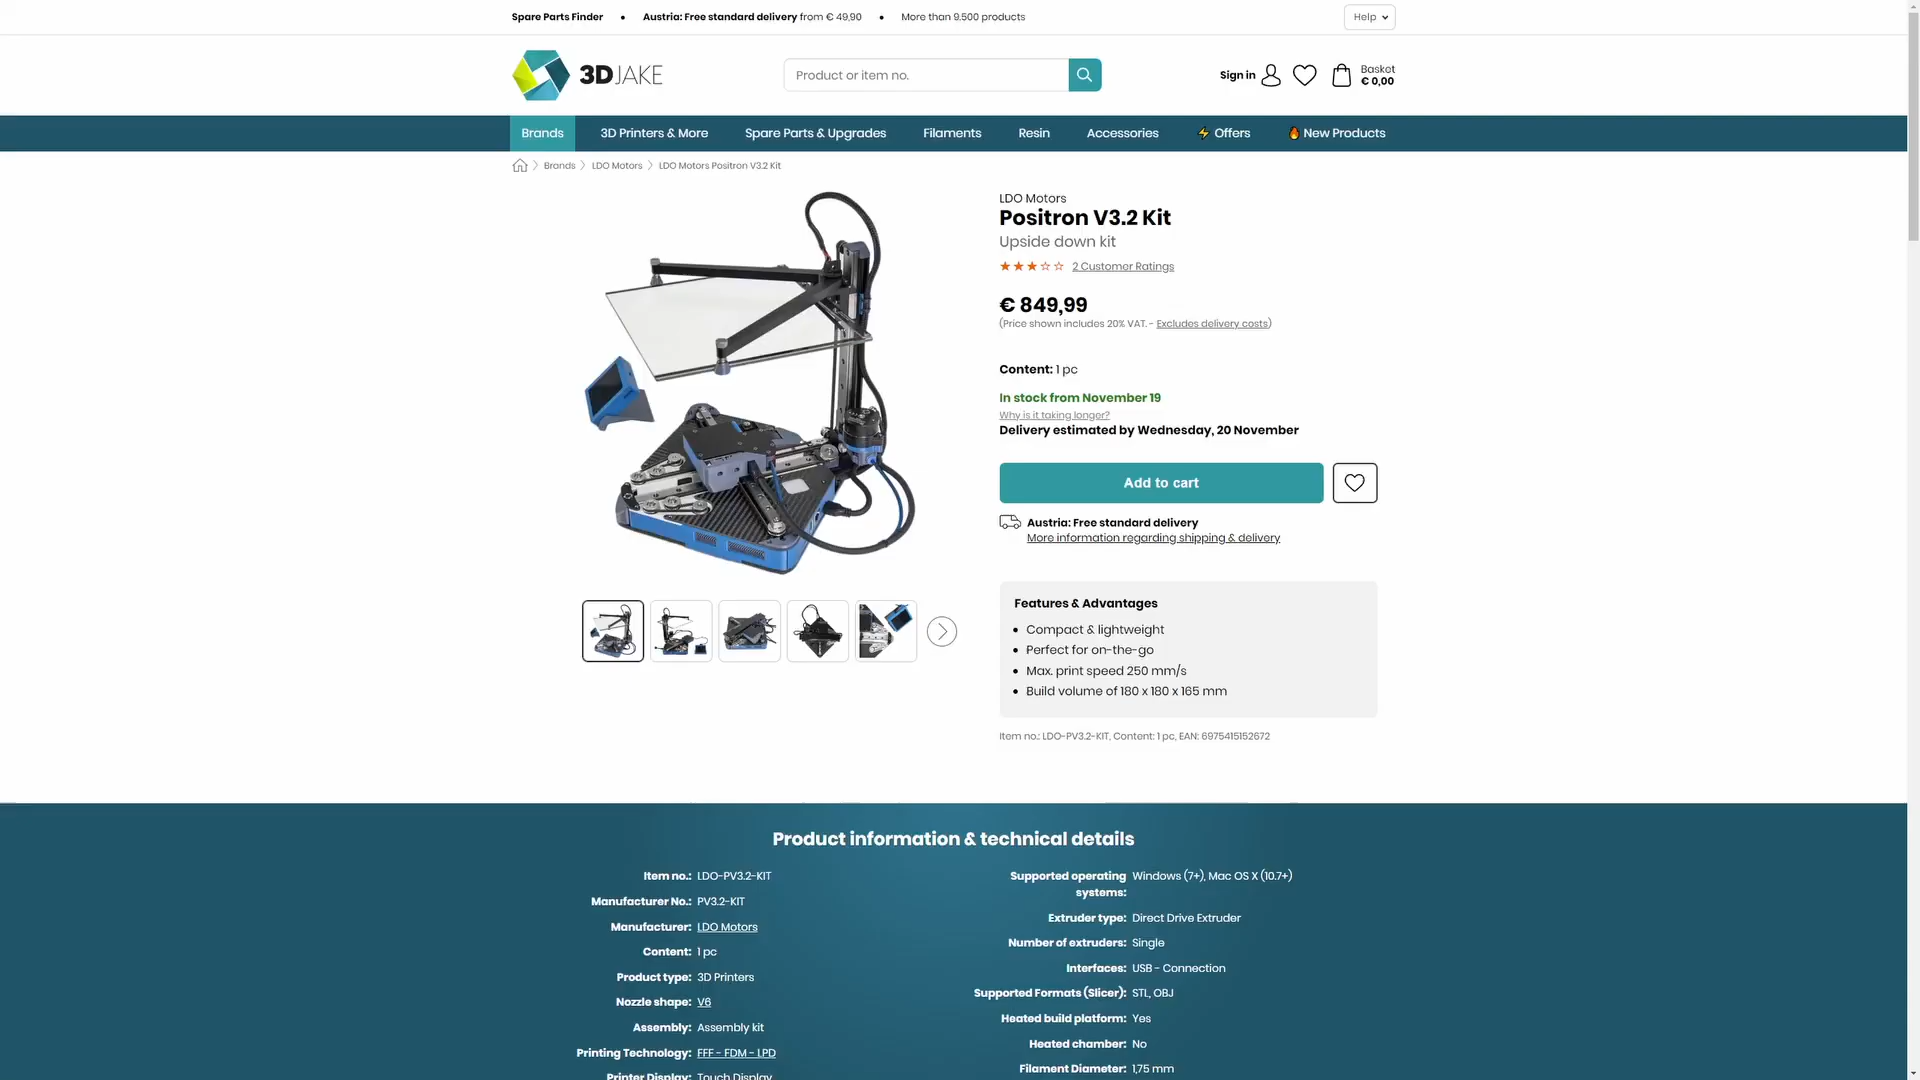 Spare Parts Finder • Austria: Free standard delivery from € 49,90 • More than 9.500 products
Help
3DJAKE
Product or item no.
Sign in
Basket
€ 0,00
Brands
3D Printers & More
Spare Parts & Upgrades
Filaments
Resin
Accessories
Offers
New Products
Brands
LDO Motors
LDO Motors Positron V3.2 Kit
LDO Motors
Positron V3.2 Kit
Upside down kit
2 Customer Ratings
€ 849,99
(Price shown includes 20% VAT. - Excludes delivery costs)
Content: 1 pc
In stock from November 19
Why is it taking longer?
Delivery estimated by Wednesday, 20 November
Add to cart
Austria: Free standard delivery
More information regarding shipping & delivery
Features & Advantages
• Compact & lightweight
• Perfect for on-the-go
• Max. print speed 250 mm/s
• Build volume of 180 x 180 x 165 mm
Item no.: LDO-PV3.2-KIT, Content: 1 pc, EAN: 6975415152672
Product information & technical details
Item no.: LDO-PV3.2-KIT
Manufacturer No.: PV3.2-KIT
Manufacturer: LDO Motors
Content: 1 pc
Product type: 3D Printers
Nozzle shape: V6
Assembly: Assembly kit
Printing Technology: FFF - FDM - LPD
Printer Display: Touch Display
Supported operating systems: Windows (7+), Mac OS X (10.7+)
Extruder type: Direct Drive Extruder
Number of extruders: Single
Interfaces: USB - Connection
Supported Formats (Slicer): STL, OBJ
Heated build platform: Yes
Heated chamber: No
Filament Diameter: 1,75 mm